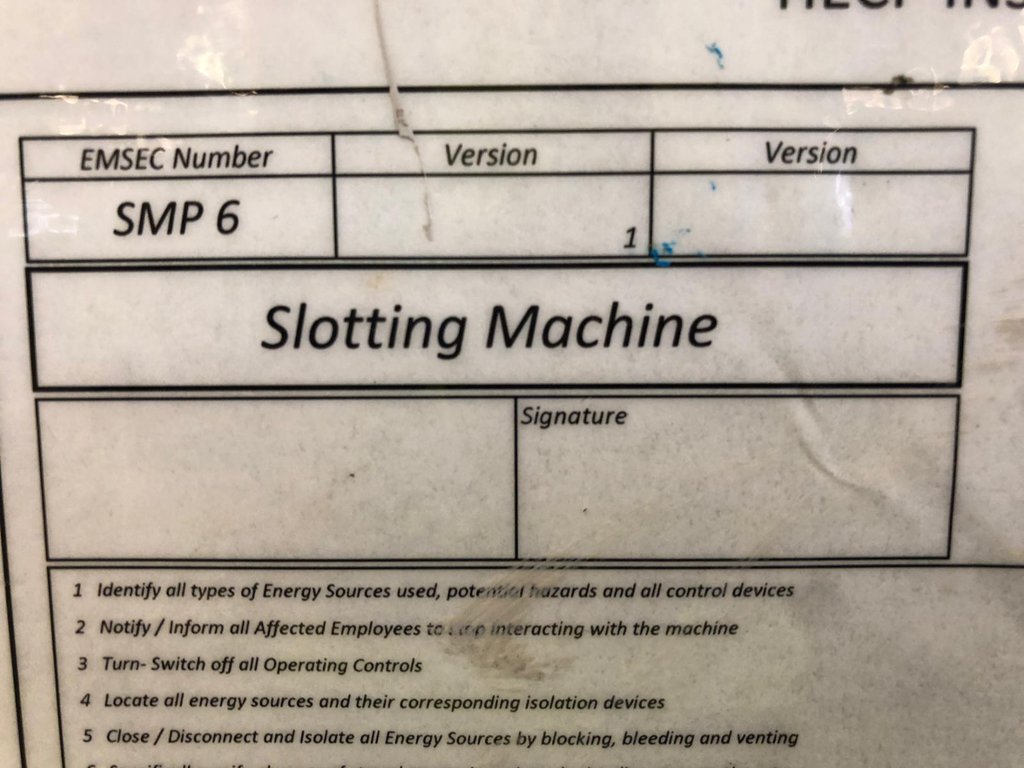 EMSEC Number Version Version
SMP 6 1
Slotting Machine
Signature
1 Identify all types of Energy Sources used, potential hazards and all control devices
2 Notify / Inform all Affected Employees to interacting with the machine
3 Turn- Switch off all Operating Controls
4 Locate all energy sources and their corresponding isolation devices
5 Close / Disconnect and Isolate all Energy Sources by blocking, bleeding and venting